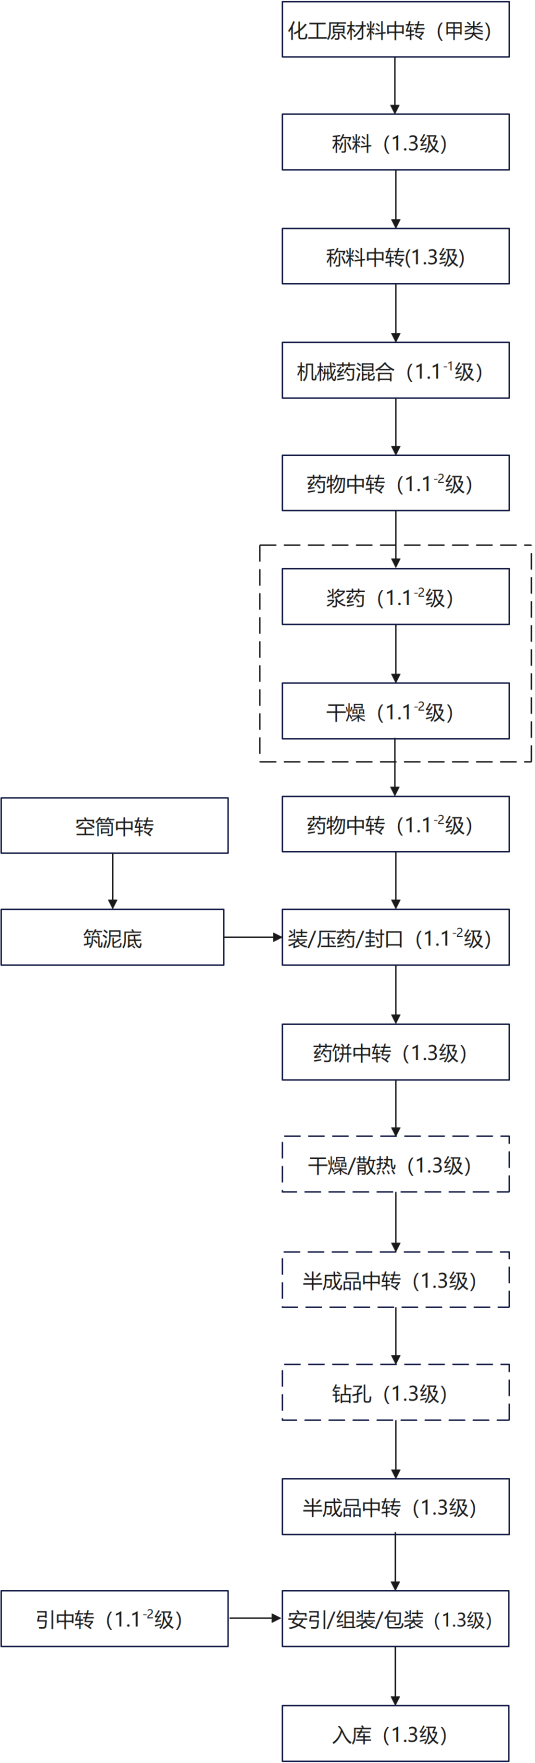 化工原材料中转（甲类）
称料（1.3级）
称料中转(1.3级)
机械药混合（1.1-1级）
药物中转（1.1-2级）
浆药（1.1-2级）
干燥（1.1-2级）
药物中转（1.1-2级）
空筒中转
筑泥底
装/压药/封口（1.1-2级）
药饼中转（1.3级）
干燥/散热（1.3级）
半成品中转（1.3级）
钻孔（1.3级）
半成品中转（1.3级）
引中转（1.1-2级）
安引/组装/包装（1.3级）
入库（1.3级）